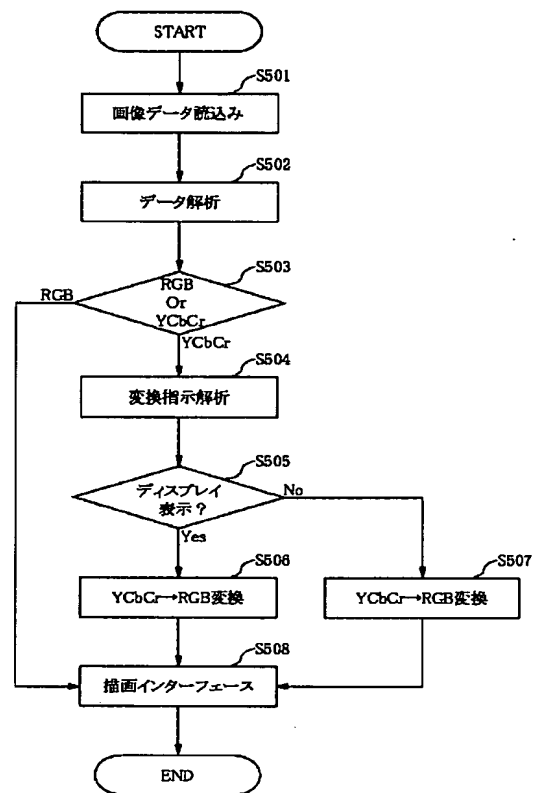 START
S501
画像データ読込み
S502
データ解析
S503
RGB
RGB
Or
YCbCr
YCbCr
S504
変換指示解析
S505
ディスプレイ
表示？
No
Yes
S506
YCbCr→RGB変換
S507
YCbCr→RGB変換
S508
描画インターフェース
END